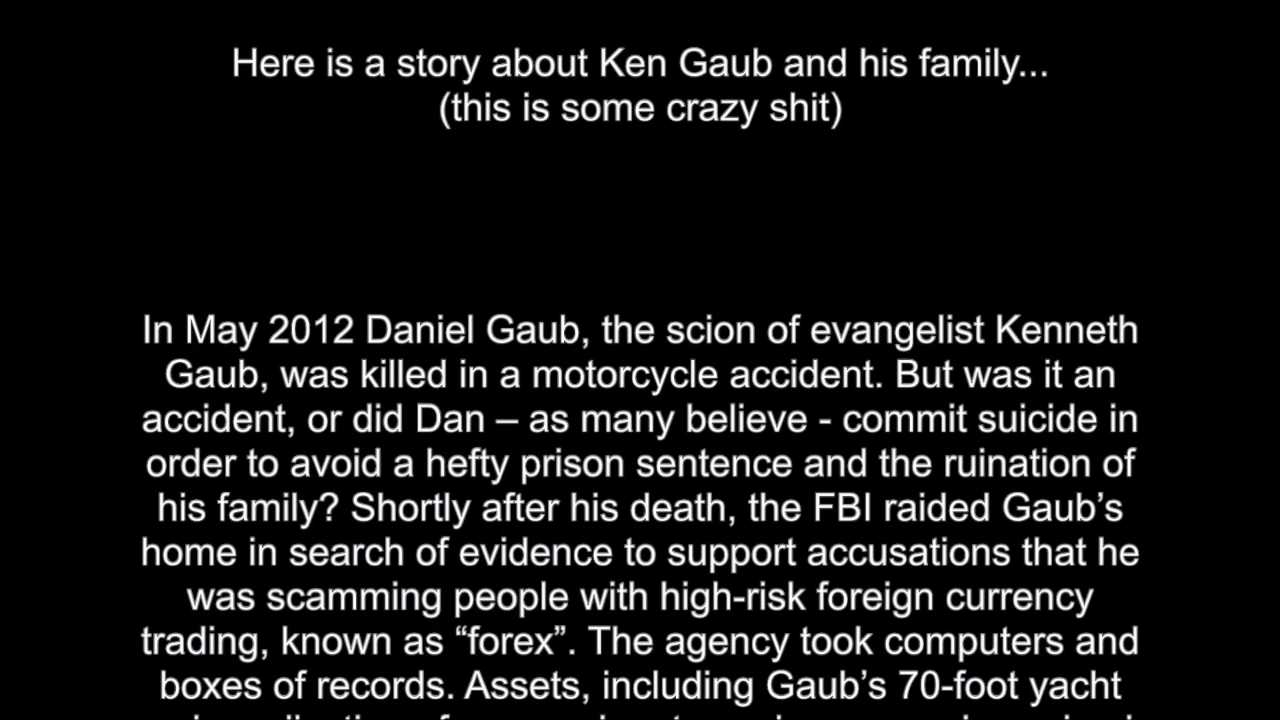 Here is a story about Ken Gaub and his family...
(this is some crazy shit)
In May 2012 Daniel Gaub, the scion of evangelist Kenneth
Gaub, was killed in a motorcycle accident. But was it an
accident, or did Dan – as many believe - commit suicide in
order to avoid a hefty prison sentence and the ruination of
his family? Shortly after his death, the FBI raided Gaub’s
home in search of evidence to support accusations that he
was scamming people with high-risk foreign currency
trading, known as “forex”. The agency took computers and
boxes of records. Assets, including Gaub’s 70-foot yacht